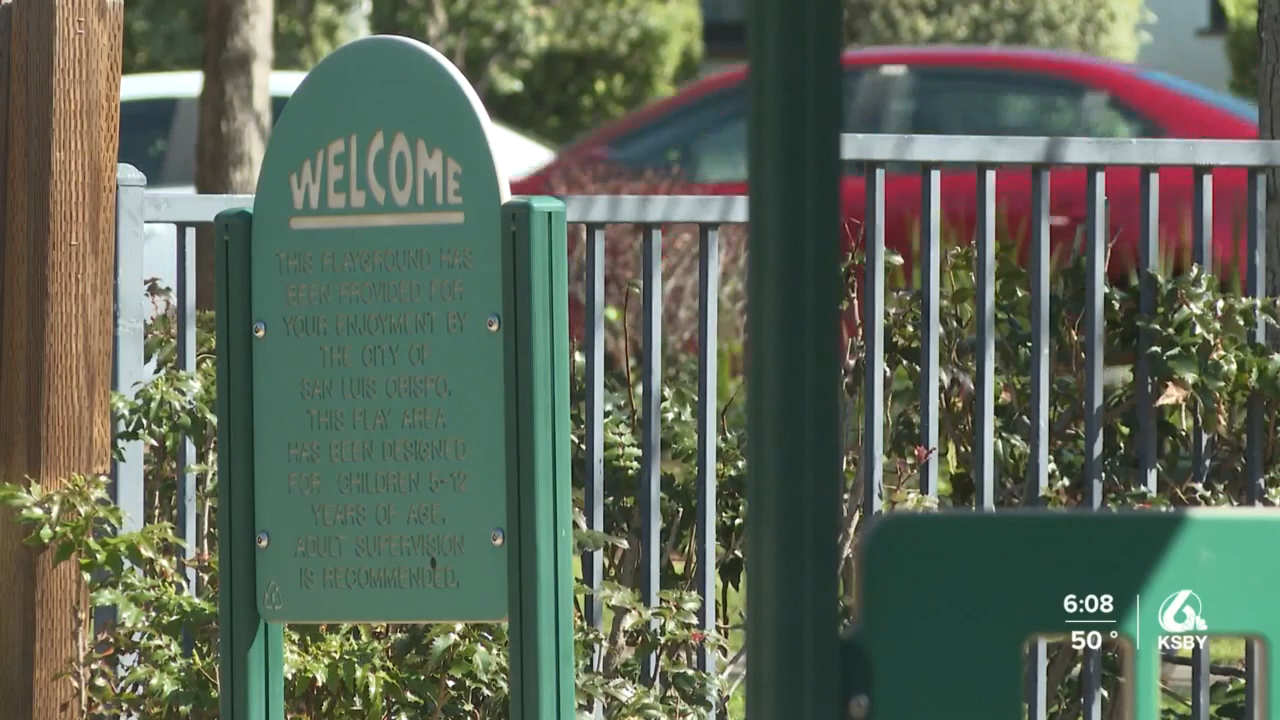 WELCOME
THIS PLAYGROUND HAS
BEEN PROVIDED FOR
YOUR ENJOYMENT BY
THE CITY OF
SAN LUIS OBISPO.
THIS PLAY AREA
HAS BEEN DESIGNED
FOR CHILDREN 5-12
YEARS OF AGE.
ADULT SUPERVISION
IS RECOMMENDED.
6:08
50°
6
KSBY